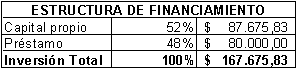 ESTRUCTURA DE FINANCIAMIENTO
Capital propio 52% $ 87.675,83
Préstamo 48% $ 80.000,00
Inversión Total 100% $ 167.675,83